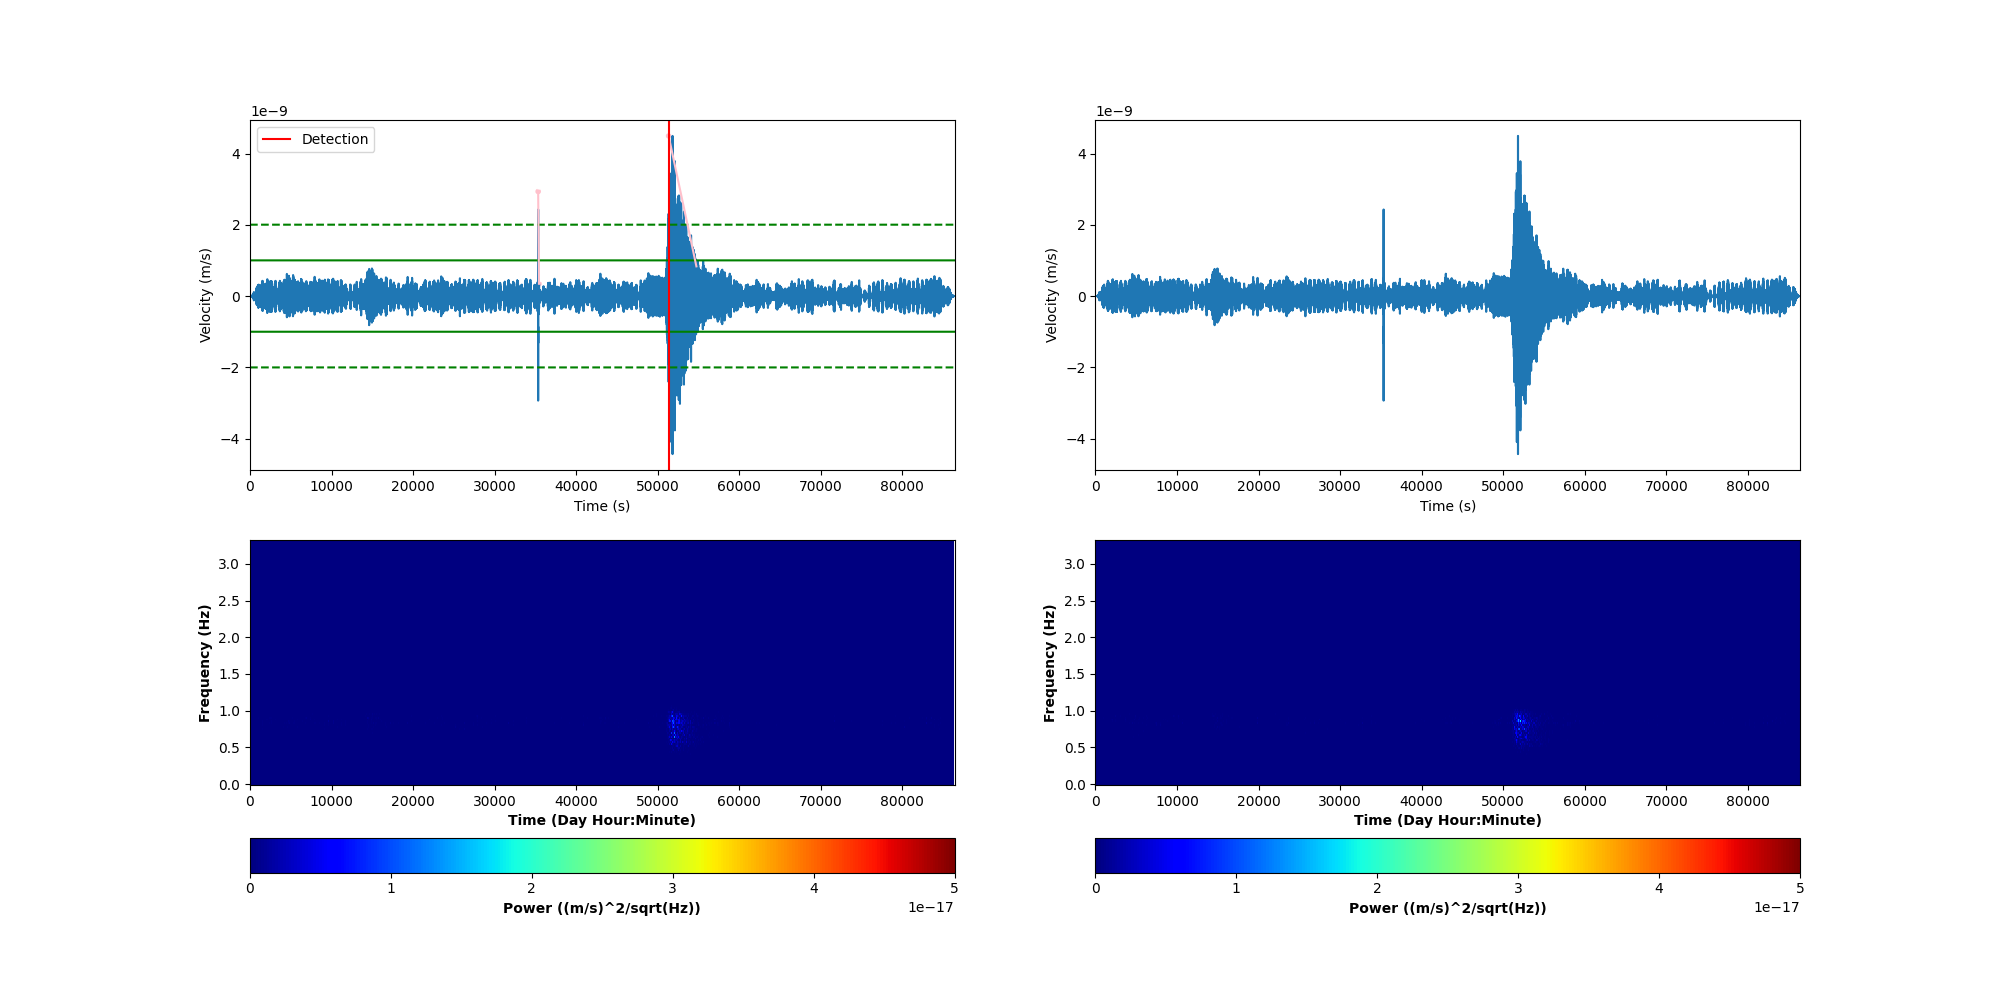 1e−9 1e−9
Detection
4 4
2 2
0 0
−2 −2
−4 −4
Velocity (m/s) Velocity (m/s)
0 10000 20000 30000 40000 50000 60000 70000 80000 0 10000 20000 30000 40000 50000 60000 70000 80000
Time (s) Time (s)
3.0 3.0
2.5 2.5
2.0 2.0
1.5 1.5
1.0 1.0
0.5 0.5
0.0 0.0
Frequency (Hz) Frequency (Hz)
0 10000 20000 30000 40000 50000 60000 70000 80000 0 10000 20000 30000 40000 50000 60000 70000 80000
Time (Day Hour:Minute) Time (Day Hour:Minute)
0 1 2 3 4 5 0 1 2 3 4 5
Power ((m/s)^2/sqrt(Hz)) 1e−17 Power ((m/s)^2/sqrt(Hz)) 1e−17